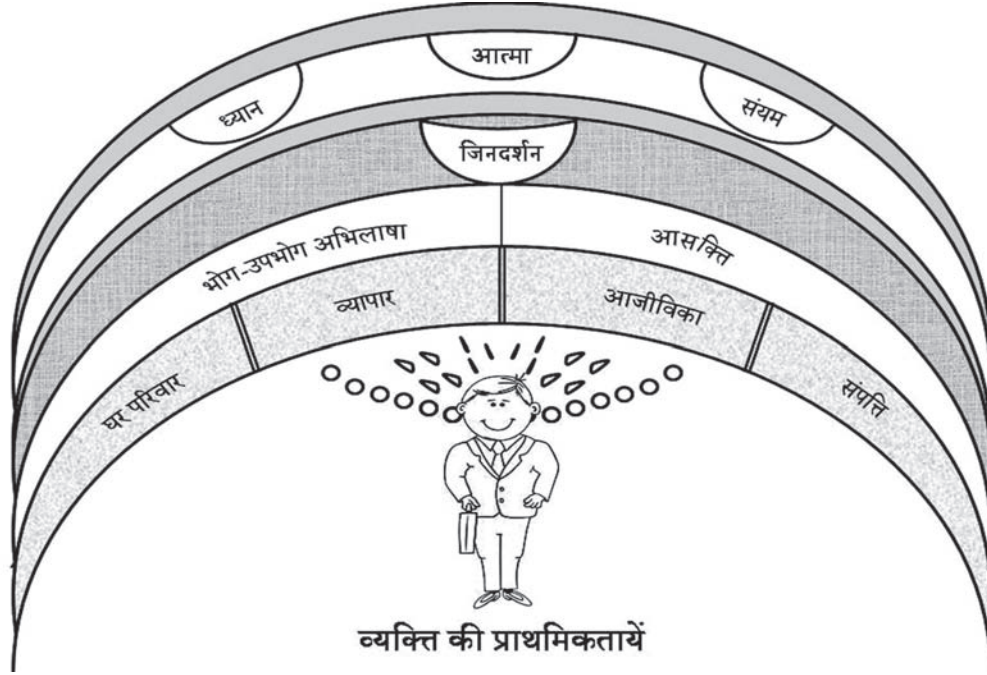 आत्मा
ध्यान
संयम
जिनदर्शन
भोग-उपभोग अभिलाषा
आसक्ति
व्यापार
आजीविका
घर परिवार
संपत्ति
व्यक्ति की प्राथमिकतायें